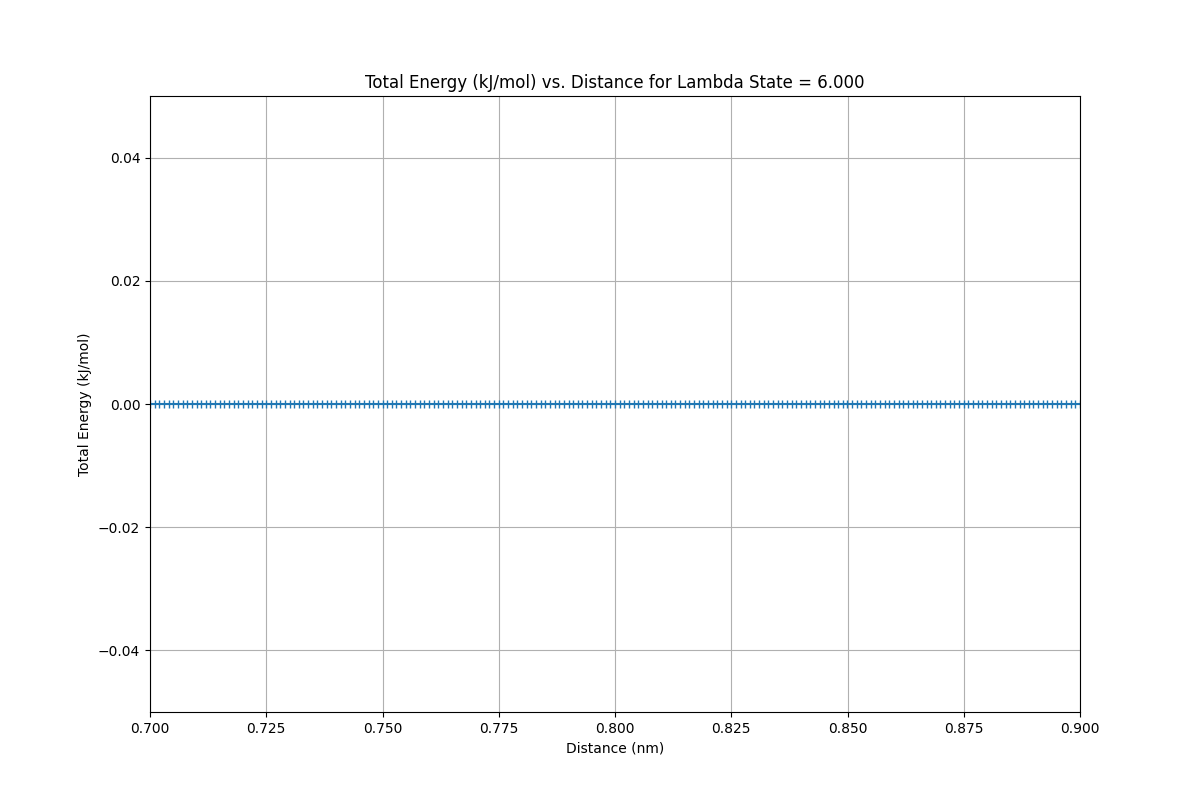 Total Energy (kJ/mol) vs. Distance for Lambda State = 6.000
Total Energy (kJ/mol)
0.04
0.02
0.00
−0.02
−0.04
0.700 0.725 0.750 0.775 0.800 0.825 0.850 0.875 0.900
Distance (nm)